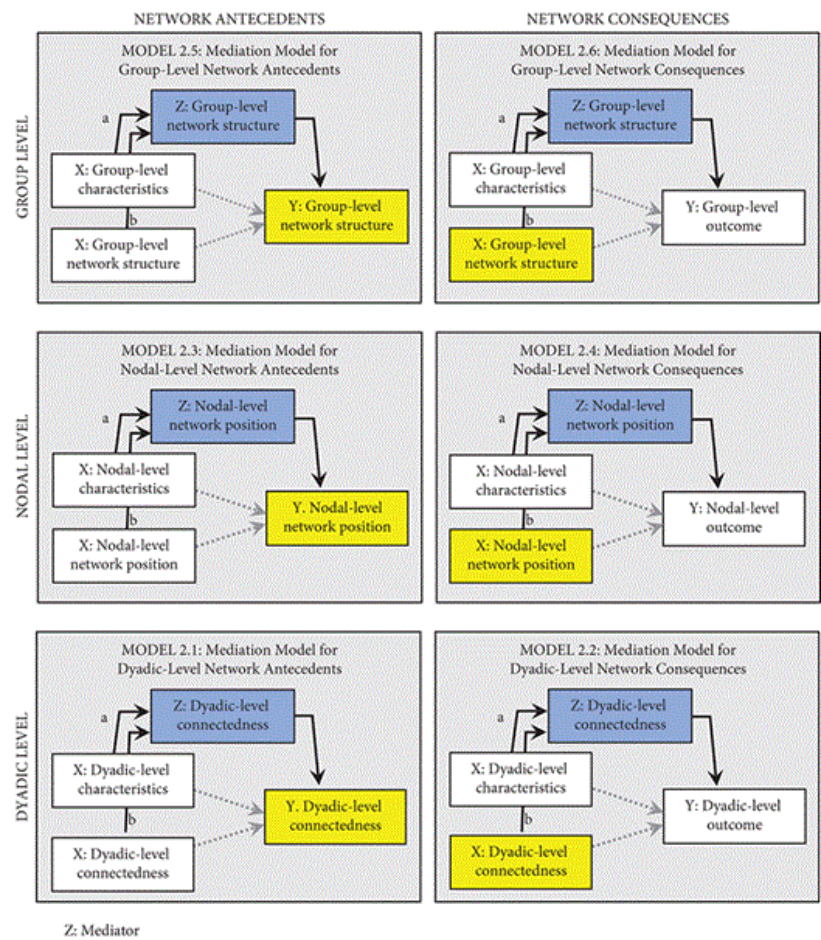 NETWORK ANTECEDENTS
NETWORK CONSEQUENCES
GROUP LEVEL
MODEL 2.5: Mediation Model for
Group-Level Network Antecedents
Z: Group-level
network structure
a
X: Group-level
characteristics
b
X: Group-level
network structure
Y: Group-level
network structure
MODEL 2.6: Mediation Model for
Group-Level Network Consequences
Z: Group-level
network structure
a
X: Group-level
characteristics
b
X: Group-level
network structure
Y: Group-level
outcome
NODAL LEVEL
MODEL 2.3: Mediation Model for
Nodal-Level Network Antecedents
Z: Nodal-level
network position
a
X: Nodal-level
characteristics
b
X: Nodal-level
network position
Y. Nodal-level
network position
MODEL 2.4: Mediation Model for
Nodal-Level Network Consequences
Z: Nodal-level
network position
a
X: Nodal-level
characteristics
b
X: Nodal-level
network position
Y: Nodal-level
outcome
DYADIC LEVEL
MODEL 2.1: Mediation Model for
Dyadic-Level Network Antecedents
Z: Dyadic-level
connectedness
a
X: Dyadic-level
characteristics
b
X: Dyadic-level
connectedness
Y. Dyadic-level
connectedness
MODEL 2.2: Mediation Model for
Dyadic-Level Network Consequences
Z: Dyadic-level
connectedness
a
X: Dyadic-level
characteristics
b
X: Dyadic-level
connectedness
Y: Dyadic-level
outcome
Z: Mediator